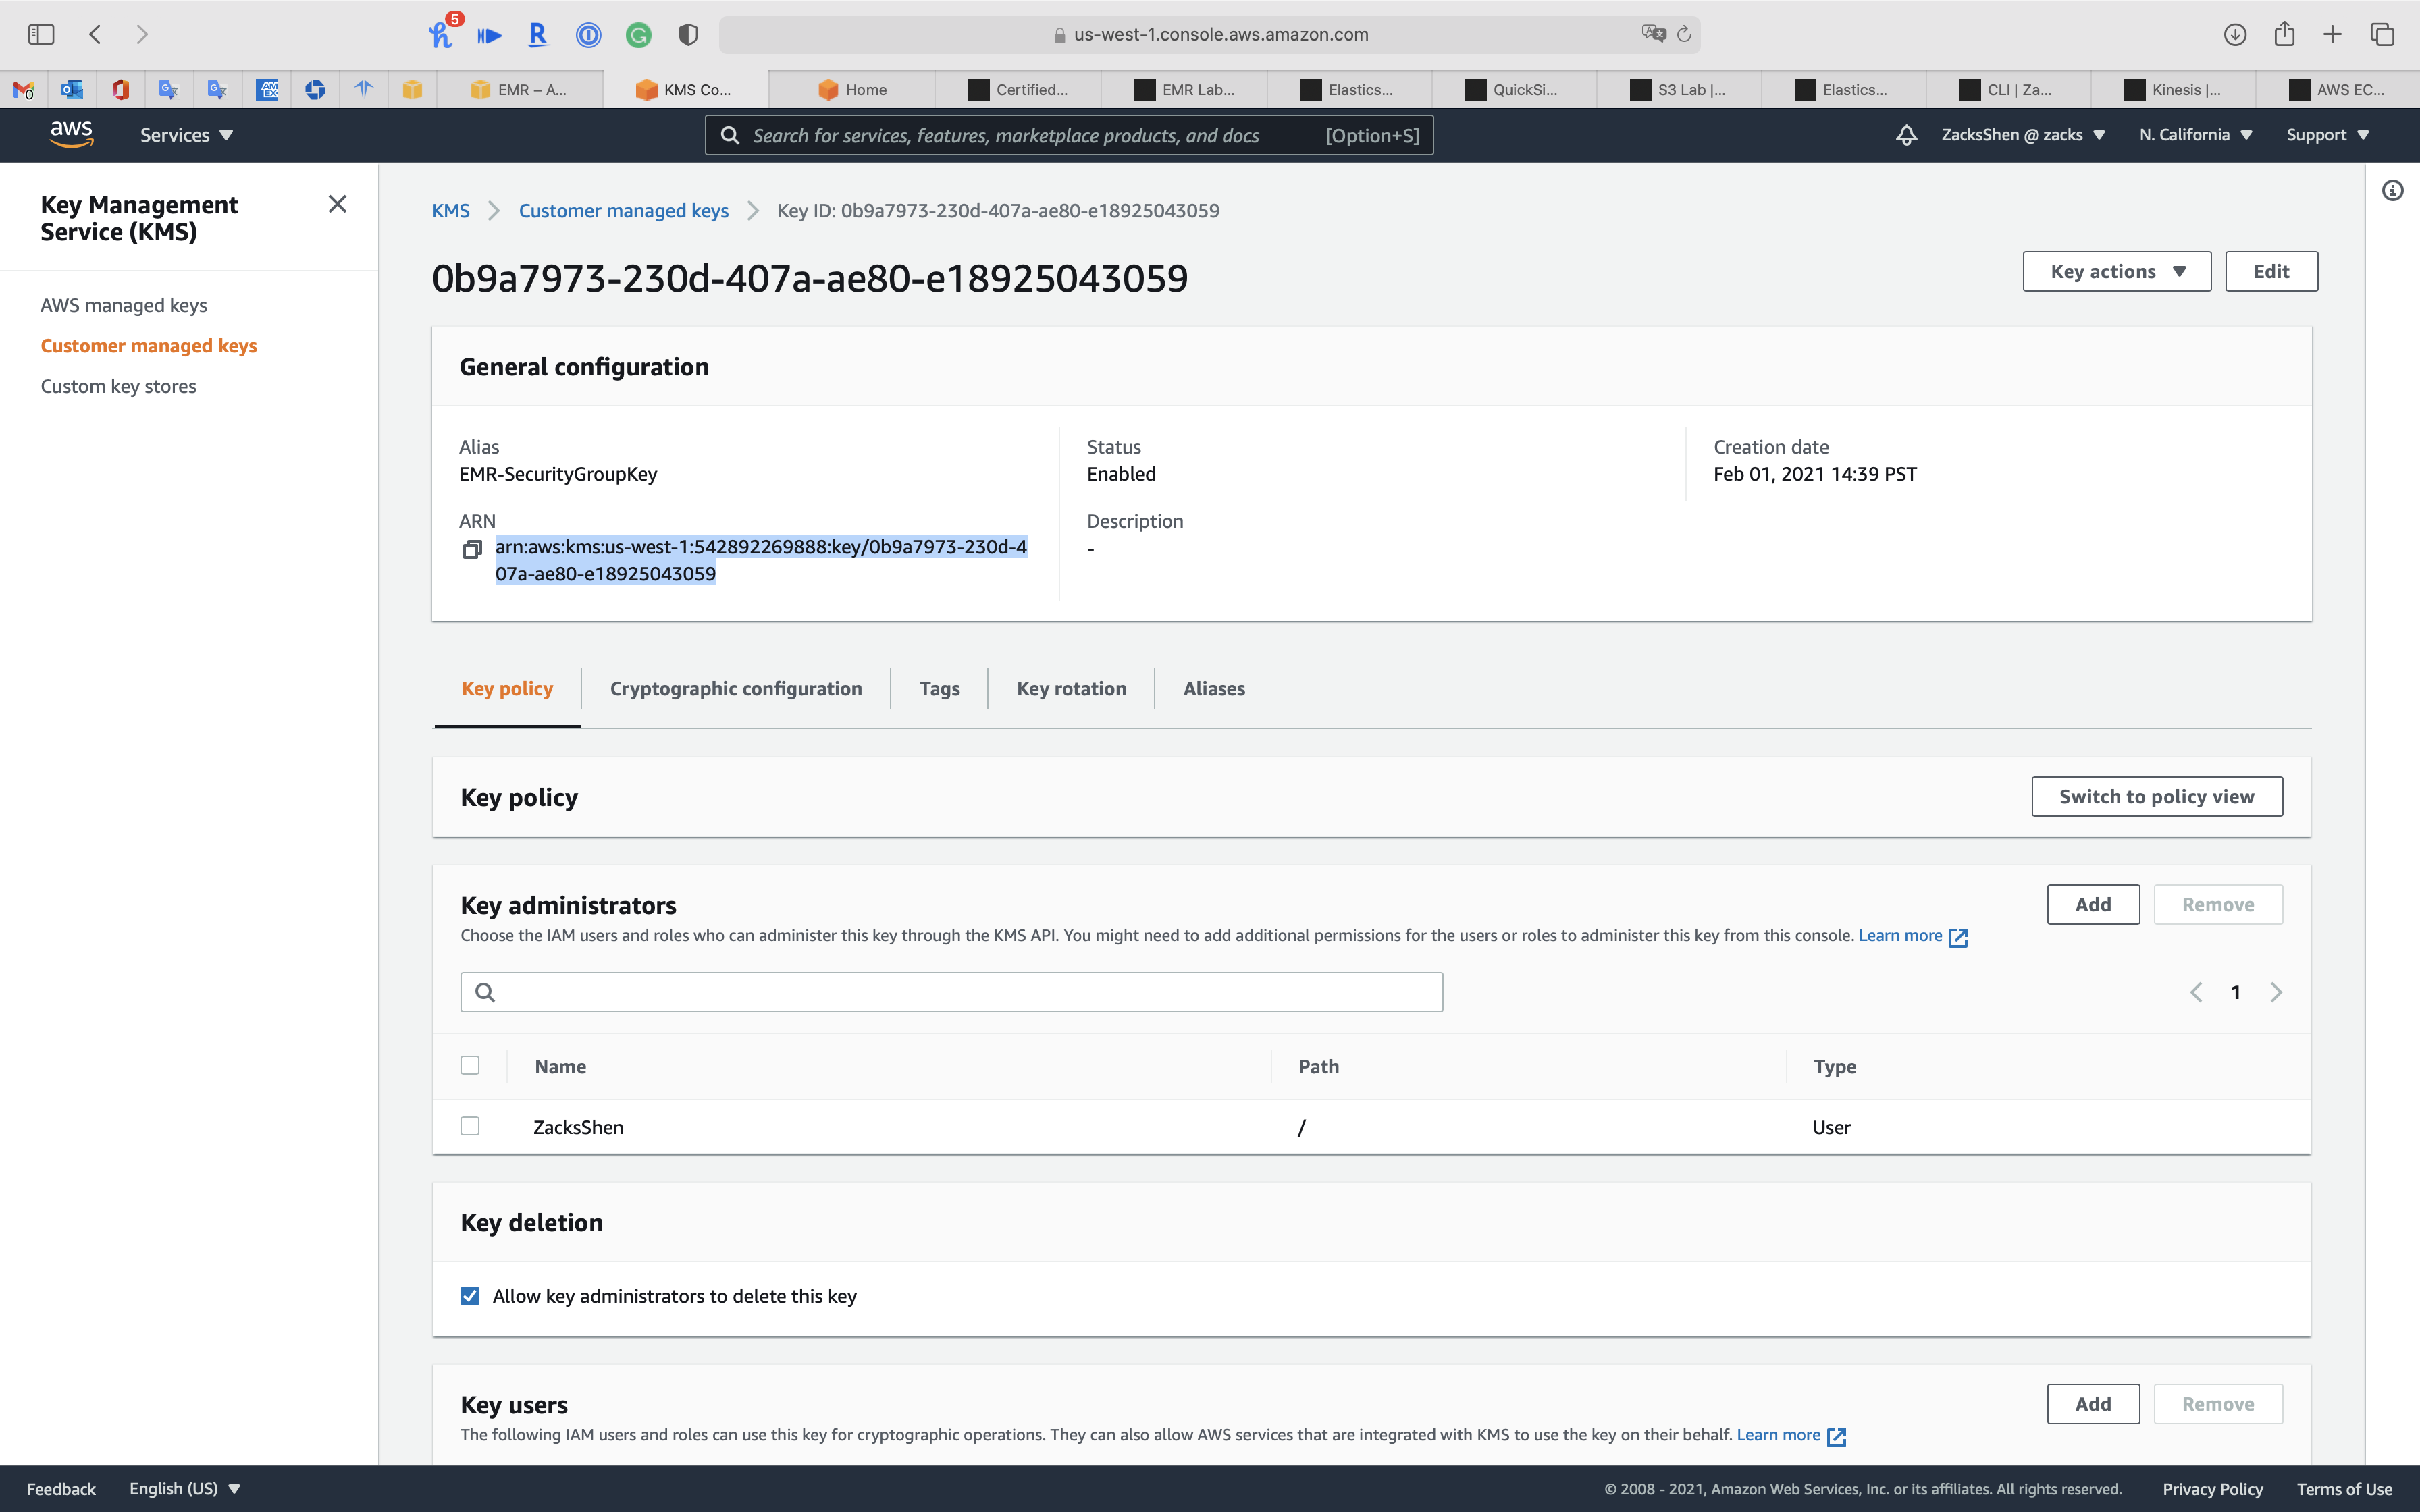 5
us-west-1.console.aws.amazon.com
EMR – A...
KMS Co...
Home
Certified...
EMR Lab...
Elastics...
QuickSi...
S3 Lab |...
Elastics...
CLI | Za...
Kinesis |...
AWS EC...
aws
Services
Search for services, features, marketplace products, and docs
[Option+S]
ZacksShen @ zacks
N. California
Support
Key Management
Service (KMS)
AWS managed keys
Customer managed keys
Custom key stores
KMS
Customer managed keys
Key ID: 0b9a7973-230d-407a-ae80-e18925043059
0b9a7973-230d-407a-ae80-e18925043059
Key actions
Edit
General configuration
Alias
EMR-SecurityGroupKey
Status
Enabled
Creation date
Feb 01, 2021 14:39 PST
ARN
arn:aws:kms:us-west-1:542892269888:key/0b9a7973-230d-4
07a-ae80-e18925043059
Description
-
Key policy
Cryptographic configuration
Tags
Key rotation
Aliases
Key policy
Switch to policy view
Key administrators
Add
Remove
Choose the IAM users and roles who can administer this key through the KMS API. You might need to add additional permissions for the users or roles to administer this key from this console. Learn more
1
Name
Path
Type
ZacksShen
/
User
Key deletion
Allow key administrators to delete this key
Key users
Add
Remove
The following IAM users and roles can use this key for cryptographic operations. They can also allow AWS services that are integrated with KMS to use the key on their behalf. Learn more
Feedback
English (US)
© 2008 - 2021, Amazon Web Services, Inc. or its affiliates. All rights reserved.
Privacy Policy
Terms of Use